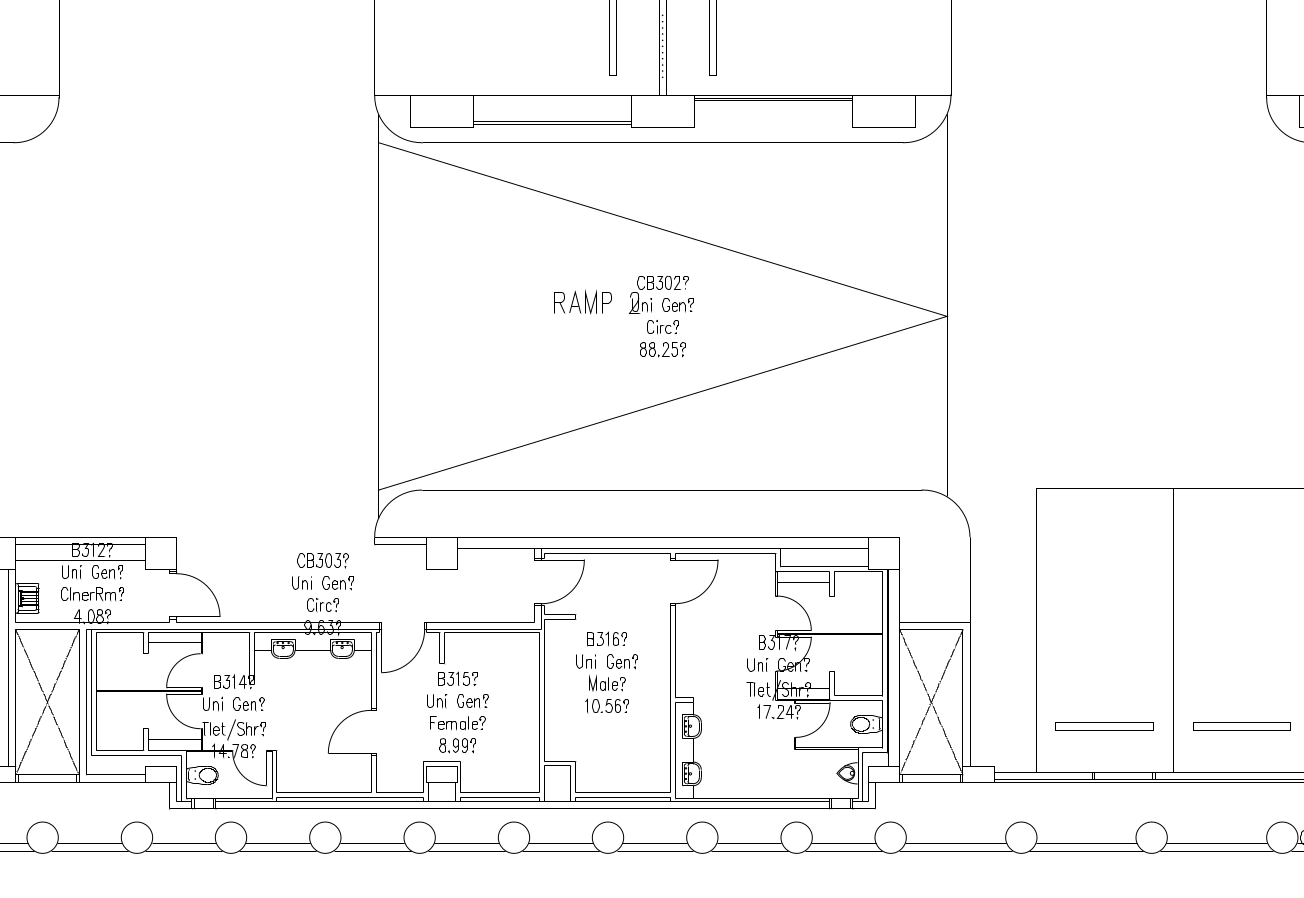 RAMP 2
CB302?
Uni Gen?
Circ?
88.25?
B312?
Uni Gen?
ClnerRm?
4.08?
CB303?
Uni Gen?
Circ?
9.63?
B314?
Uni Gen?
Tlet/Shr?
14.78?
B315?
Uni Gen?
Female?
8.99?
B316?
Uni Gen?
Male?
10.56?
B317?
Uni Gen?
Tlet/Shr?
17.24?